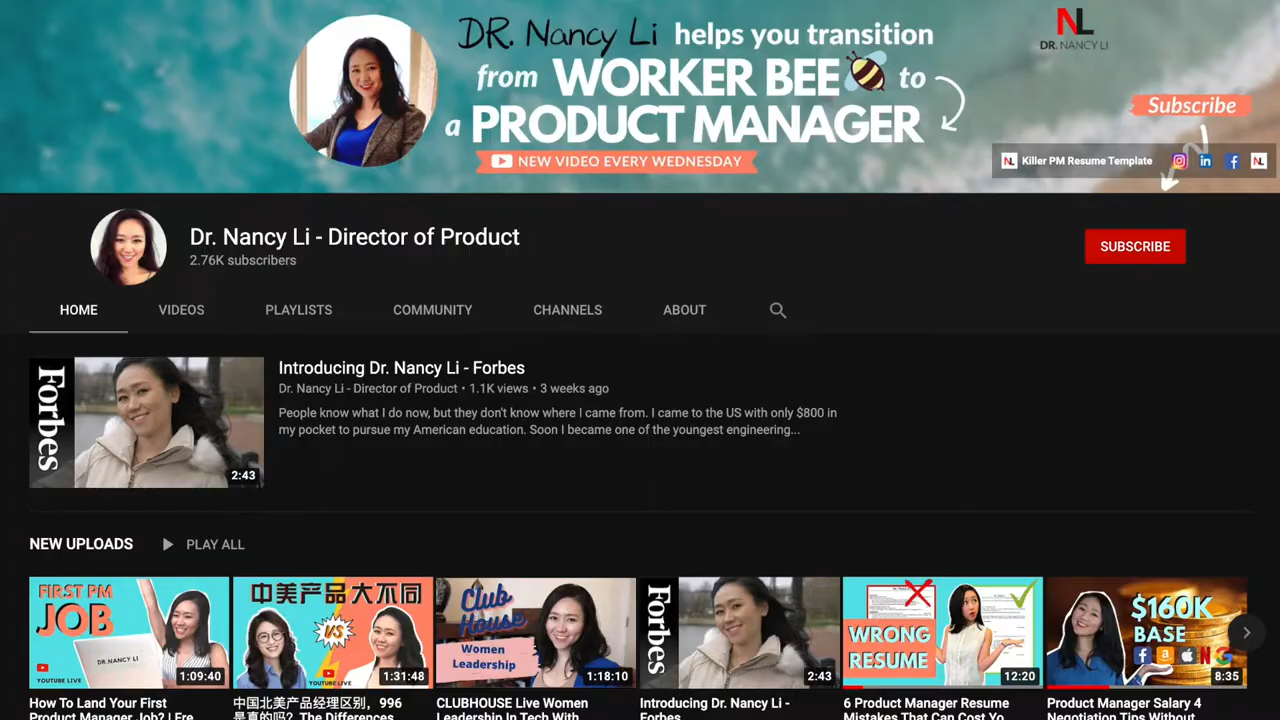 DR. Nancy Li helps you transition
from WORKER BEE to
a PRODUCT MANAGER
NEW VIDEO EVERY WEDNESDAY
NL
DR. NANCY LI
Subscribe
NL Killer PM Resume Template
NL
Dr. Nancy Li - Director of Product
2.76K subscribers
SUBSCRIBE
HOME
VIDEOS
PLAYLISTS
COMMUNITY
CHANNELS
ABOUT
Forbes
2:43
Introducing Dr. Nancy Li - Forbes
Dr. Nancy Li - Director of Product • 1.1K views • 3 weeks ago
People know what I do now, but they don't know where I came from. I came to the US with only $800 in
my pocket to pursue my American education. Soon I became one of the youngest engineering...
NEW UPLOADS
PLAY ALL
FIRST PM
JOB
DR.NANCY LI
YOUTUBE LIVE
1:09:40
How To Land Your First
Product Manager Job? | Fre
中美产品大不同
VS
YOUTUBE LIVE
1:31:48
中国北美产品经理区别，996
是真的吗？The Differences
Club
House
Women
Leadership
1:18:10
CLUBHOUSE Live Women
Leadership In Tech With
Forbes
2:43
Introducing Dr. Nancy Li -
Forbes
WRONG
RESUME
12:20
6 Product Manager Resume
Mistakes That Can Cost Yo
$160K
BASE
8:35
Product Manager Salary 4
Negotiation Tips Without